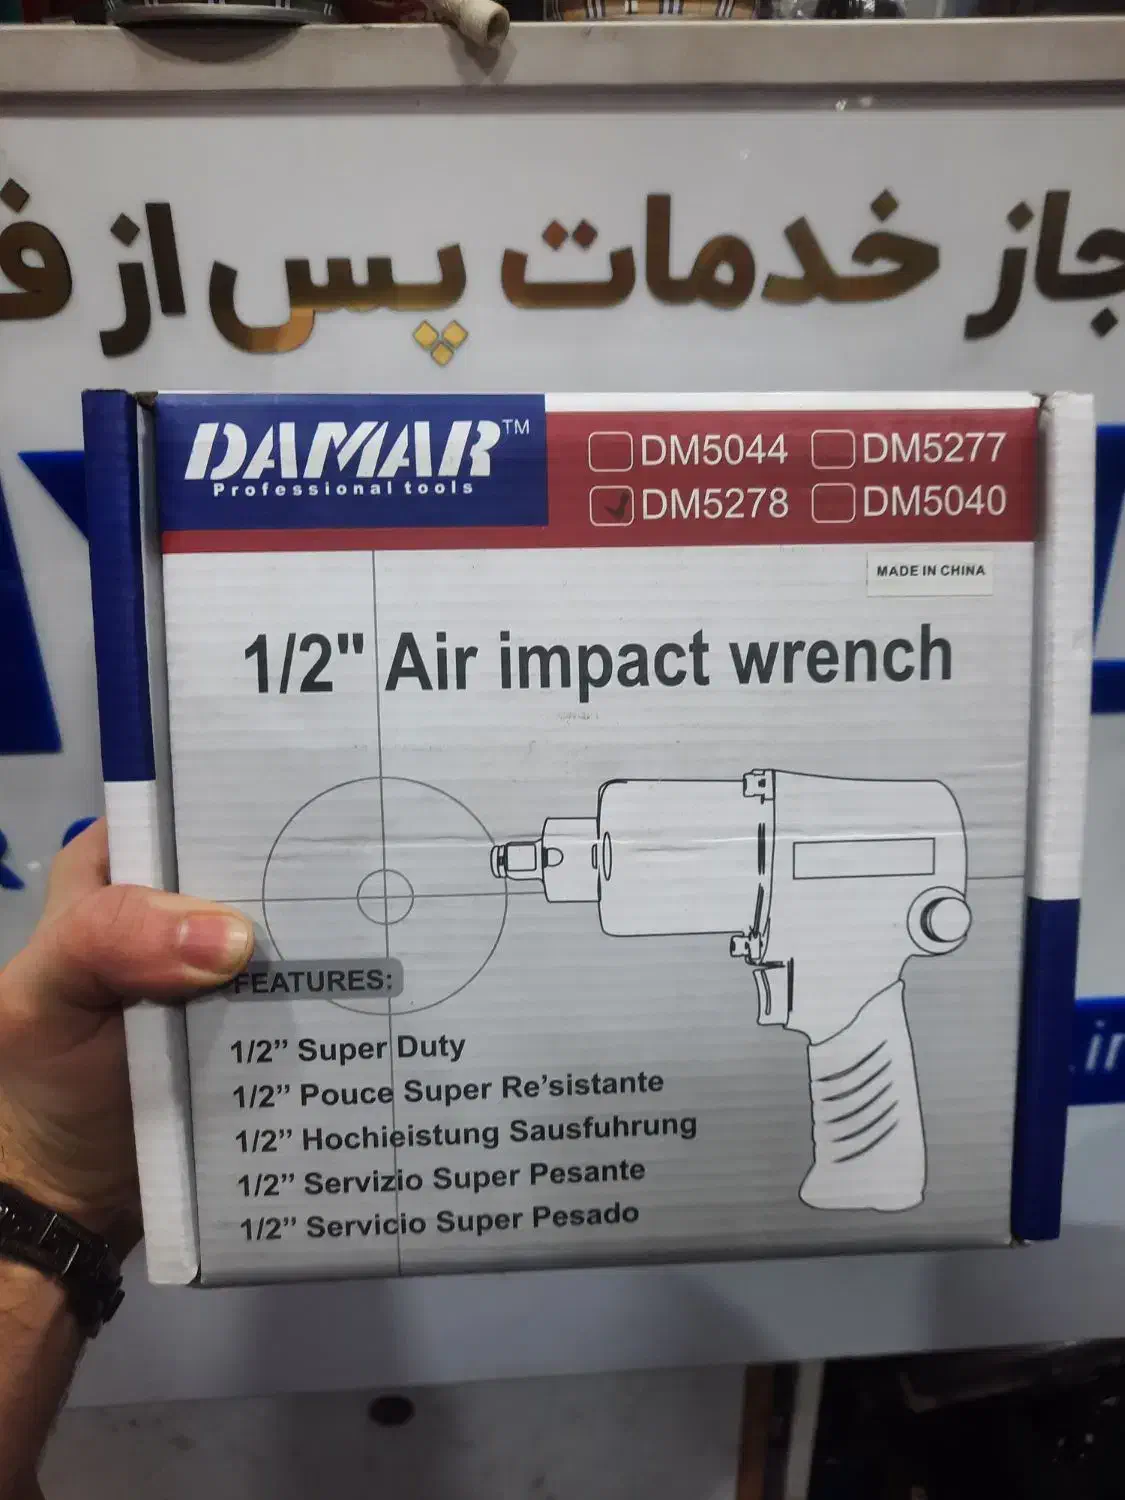 خدمات پس از
DAMAR™
Professional tools
DM5044 DM5277
DM5278 DM5040
MADE IN CHINA
1/2" Air impact wrench
FEATURES:
1/2” Super Duty
1/2” Pouce Super Re’sistante
1/2” Hochieistung Sausfuhrung
1/2” Servizio Super Pesante
1/2” Servicio Super Pesado
.in